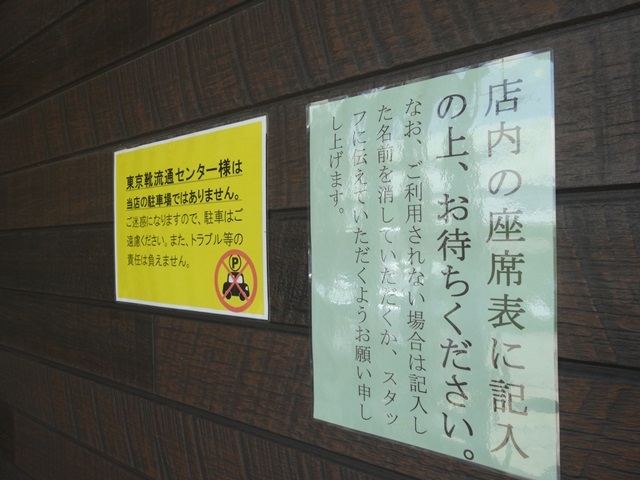 東京靴流通センター様は
当店の駐車場ではありません。
ご迷惑になりますので、駐車はご
遠慮ください。また、トラブル等の
責任は負えません。
P
店内の座席表に記入
の上、お待ちください。
なお、ご利用されない場合は記入し
た名前を消していただくか、スタッ
フに伝えていただくようお願い申し
し上げます。